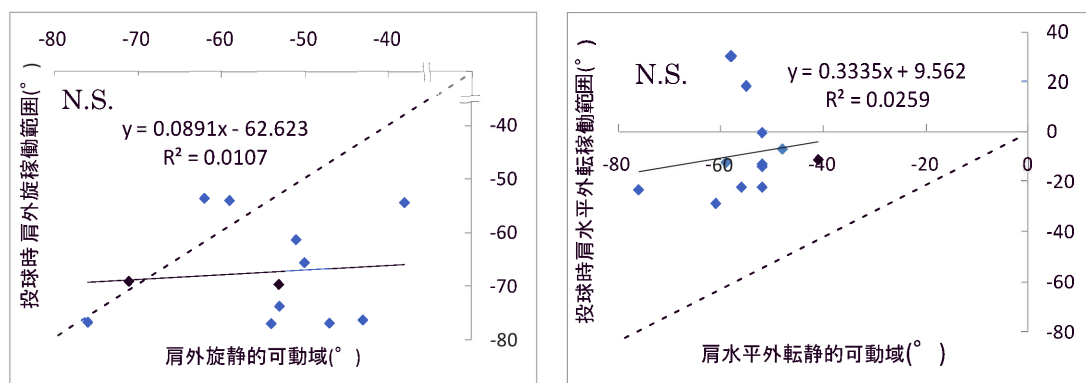 -80 -70 -60 -50 -40
投球時 肩外旋稼働範囲(°)
N.S.
y = 0.0891x - 62.623
R² = 0.0107
-40
-50
-60
-70
-80
肩外旋静的可動域(°)
投球時肩水平外転稼働範囲(°)
N.S.
y = 0.3335x + 9.562
R² = 0.0259
40
20
0
-80 -60 -40 -20 0
-20
-40
-60
-80
肩水平外転静的可動域(°)